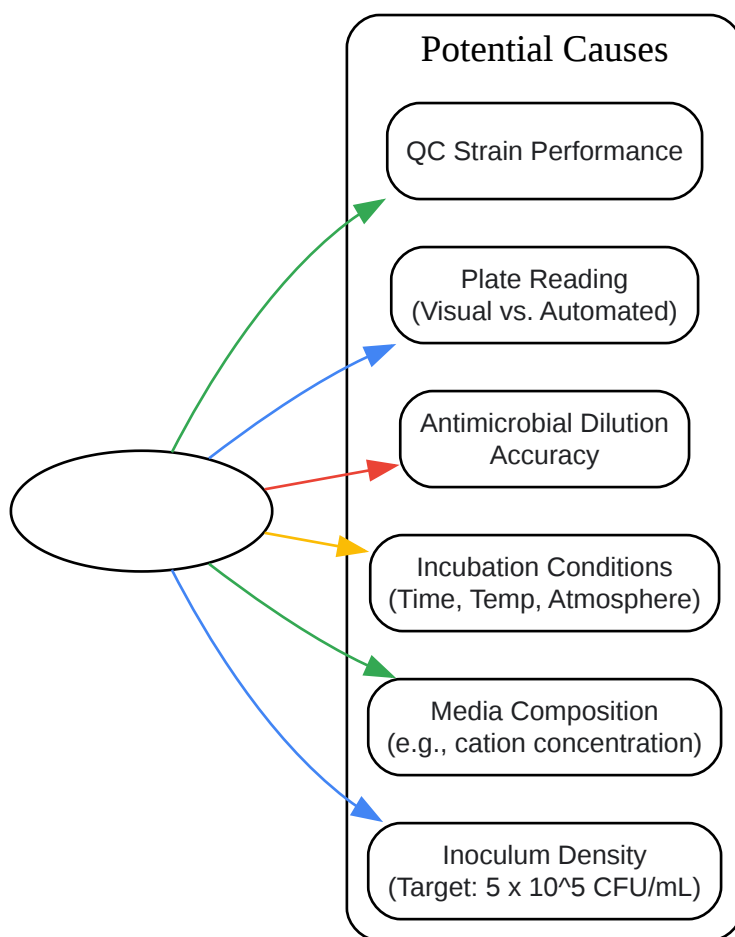 Potential Causes
QC Strain Performance
Plate Reading
(Visual vs. Automated)
Antimicrobial Dilution
Accuracy
Incubation Conditions
(Time, Temp, Atmosphere)
Media Composition
(e.g., cation concentration)
Inoculum Density
(Target: 5 x 10^5 CFU/mL)